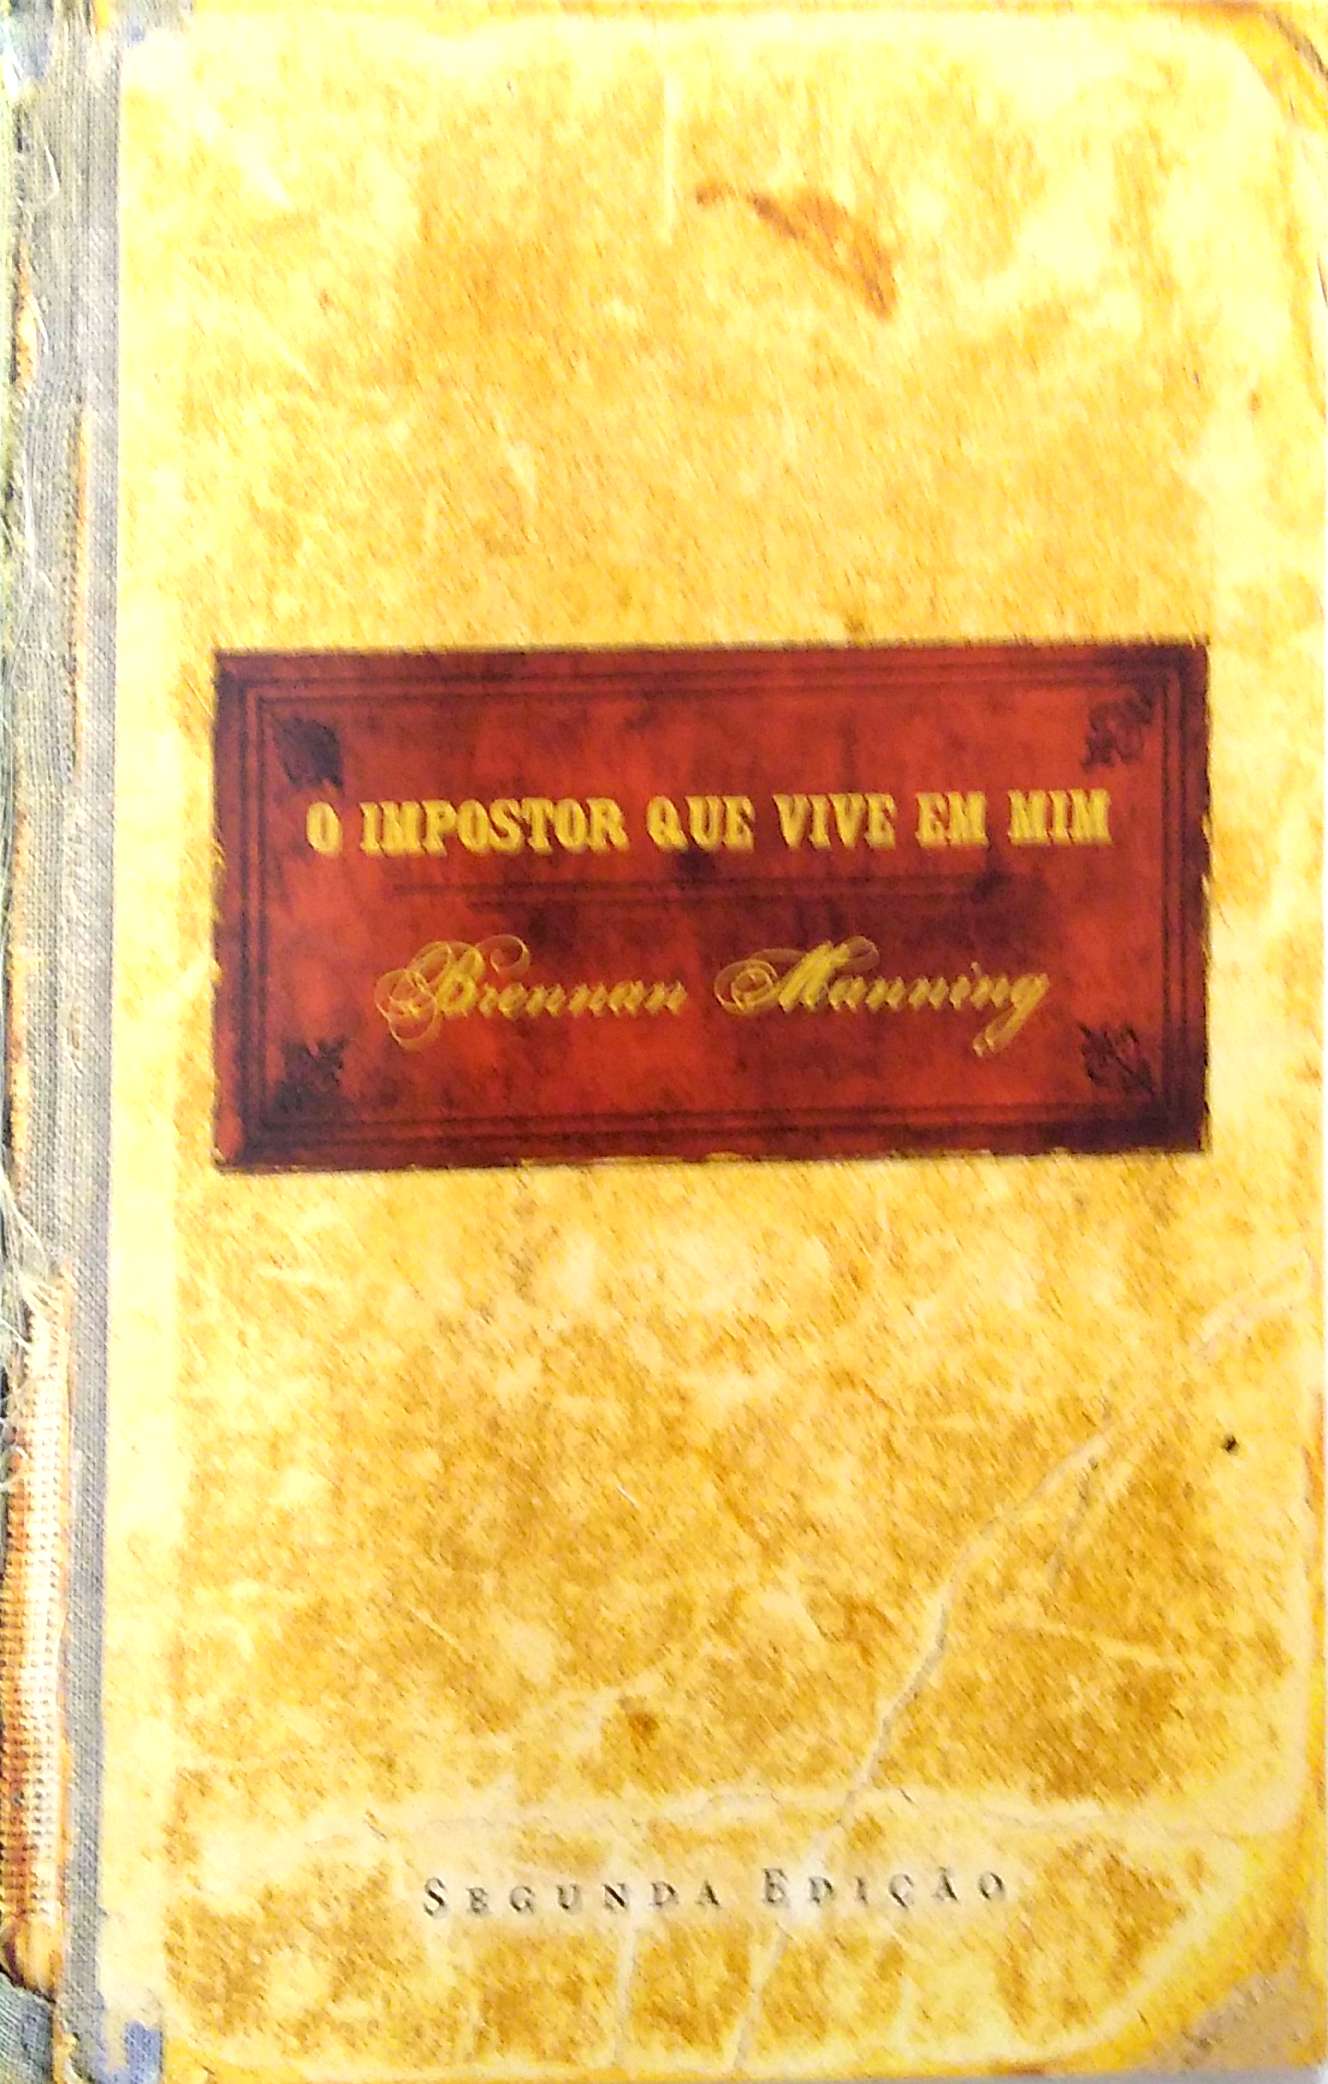 O IMPOSTOR QUE VIVE EM MIM
Brennan Manning
SEGUNDA EDIÇÃO